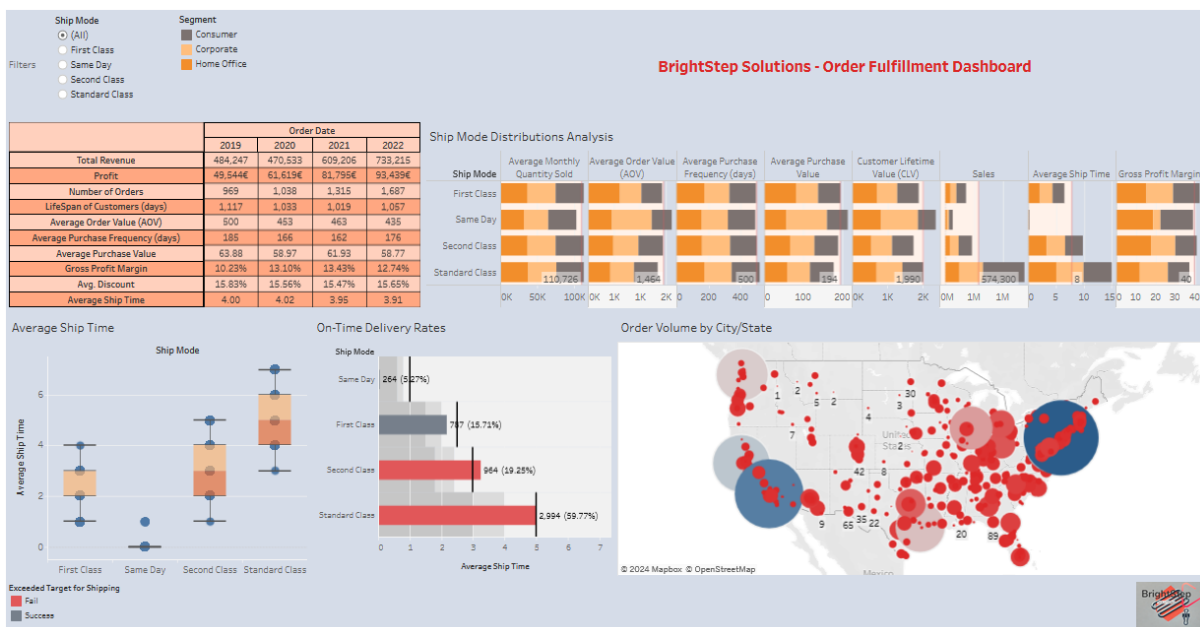 Ship Mode
(All)
First Class
Same Day
Second Class
Standard Class
Filters
Segment
Consumer
Corporate
Home Office
BrightStep Solutions - Order Fulfillment Dashboard
Order Date
2019 2020 2021 2022
Total Revenue 484,247 470,533 609,206 733,215
Profit 49,544€ 61,619€ 81,795€ 93,439€
Number of Orders 969 1,038 1,315 1,687
LifeSpan of Customers (days) 1,117 1,033 1,019 1,057
Average Order Value (AOV) 500 453 463 435
Average Purchase Frequency (days) 185 166 162 176
Average Purchase Value 63.88 58.97 61.93 58.77
Gross Profit Margin 10.23% 13.10% 13.43% 12.74%
Avg. Discount 15.83% 15.56% 15.47% 15.65%
Average Ship Time 4.00 4.02 3.95 3.91
Ship Mode Distributions Analysis
Ship Mode
Average Monthly Quantity Sold
Average Order Value (AOV)
Average Purchase Frequency (days)
Average Purchase Value
Customer Lifetime Value (CLV)
Sales
Average Ship Time
Gross Profit Margin
First Class
Same Day
Second Class
Standard Class 110,726 1,464 500 194 1,990 574,300 8 40
0K 50K 100K 0K 1K 1K 2K 0 200 400 0 100 200 0K 1K 2K 0M 1M 1M 0 5 10 15 0 10 20 30 40
Average Ship Time
Ship Mode
Average Ship Time
6
4
2
0
First Class Same Day Second Class Standard Class
Exceeded Target for Shipping
Fail
Success
On-Time Delivery Rates
Ship Mode
Same Day 264 (5.27%)
First Class 787 (15.71%)
Second Class 964 (19.25%)
Standard Class 2,994 (59.77%)
0 1 2 3 4 5 6 7
Average Ship Time
Order Volume by City/State
1
2
5
2
30
3
4
7
United
States
2
42
8
9
65
35
22
20
89
Mexico
© 2024 Mapbox © OpenStreetMap
BrightStep